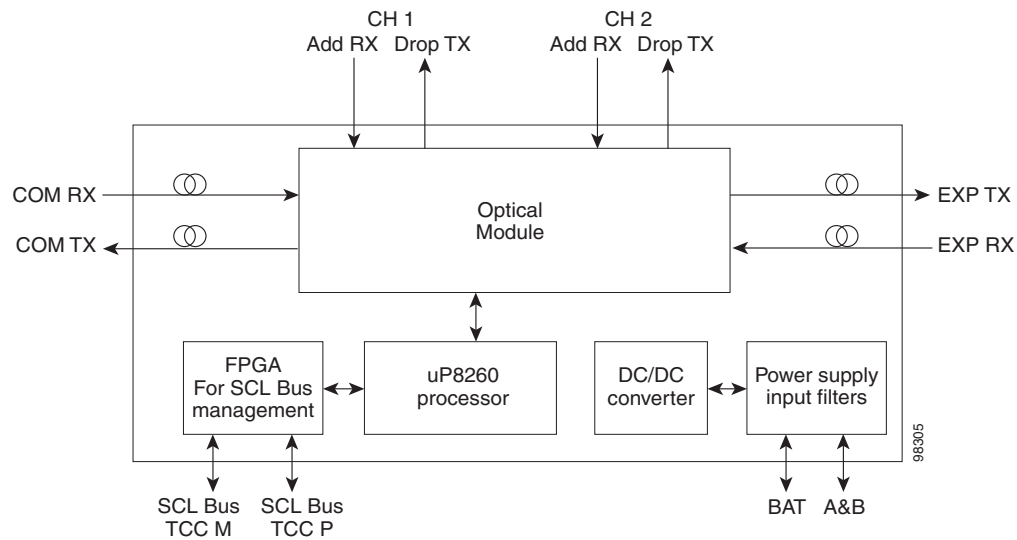 CH 1
CH 2
Add RX Drop TX
Add RX Drop TX
COM RX
COM TX
Optical
Module
EXP TX
EXP RX
FPGA
For SCL Bus
management
uP8260
processor
DC/DC
converter
Power supply
input filters
98305
SCL Bus
TCC M
SCL Bus
TCC P
BAT
A&B